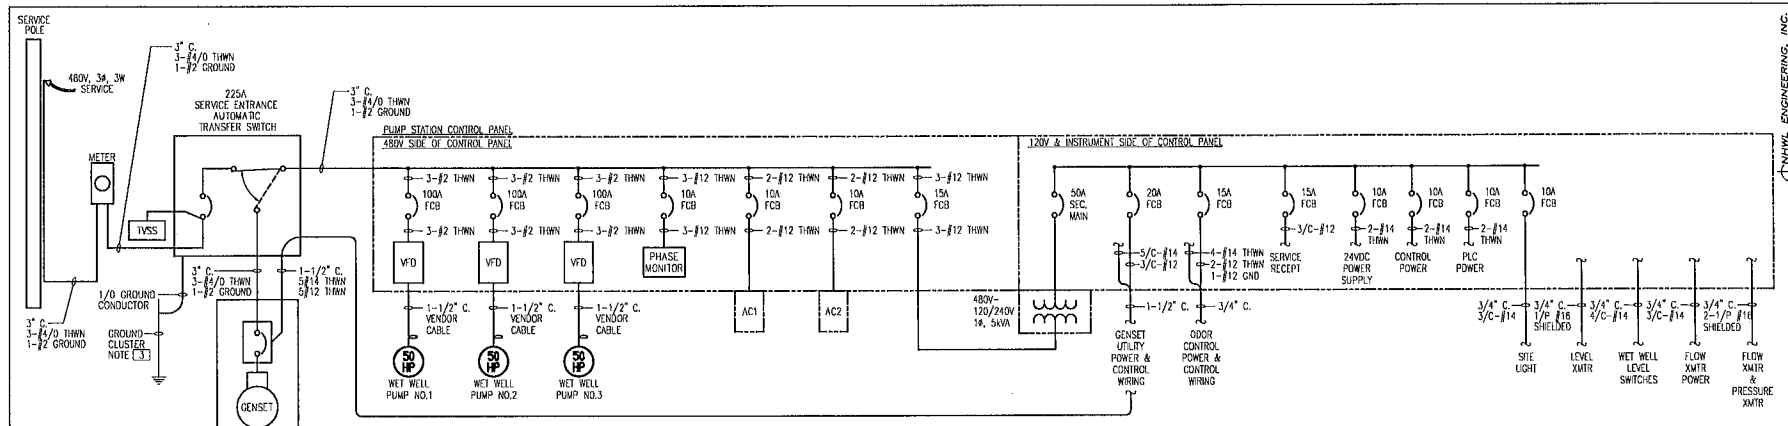 SERVICE
POLE
480V, 3ø, 3W
SERVICE
3" C.
3-#4/0 THWN
1-#2 GROUND
225A
SERVICE ENTRANCE
AUTOMATIC
TRANSFER SWITCH
3" C.
3-#4/0 THWN
1-#2 GROUND
METER
TVSS
3" C.
3-#4/0 THWN
1-#2 GROUND
1/0 GROUND
CONDUCTOR
GROUND
CLUSTER
NOTE 3
3" C.
3-#4/0 THWN
1-#2 GROUND
1-1/2" C.
5#14 THWN
5#12 THWN
GENSET
PUMP STATION CONTROL PANEL
480V SIDE OF CONTROL PANEL
3-#2 THWN
3-#2 THWN
3-#2 THWN
3-#12 THWN
2-#12 THWN
2-#12 THWN
3-#12 THWN
100A
FCB
100A
FCB
100A
FCB
10A
FCB
10A
FCB
10A
FCB
15A
FCB
3-#2 THWN
3-#2 THWN
3-#2 THWN
3-#12 THWN
2-#12 THWN
2-#12 THWN
3-#12 THWN
VFD
VFD
VFD
PHASE
MONITOR
1-1/2" C.
VENDOR
CABLE
1-1/2" C.
VENDOR
CABLE
1-1/2" C.
VENDOR
CABLE
AC1
AC2
50
HP
50
HP
50
HP
WET WELL
PUMP NO.1
WET WELL
PUMP NO.2
WET WELL
PUMP NO.3
480V-
120/240V
1ø, 5kVA
120V & INSTRUMENT SIDE OF CONTROL PANEL
50A
SEC.
MAIN
20A
FCB
15A
FCB
15A
FCB
10A
FCB
10A
FCB
10A
FCB
10A
FCB
5/C-#14
3/C-#12
4-#14 THWN
2-#12 THWN
1-#12 GND
3/C-#12
2-#14
THWN
2-#14
THWN
2-#14
THWN
SERVICE
RECEPT
24VDC
POWER
SUPPLY
CONTROL
POWER
PLC
POWER
1-1/2" C.
3/4" C.
GENSET
UTILITY
POWER &
CONTROL
WIRING
ODOR
CONTROL
POWER &
CONTROL
WIRING
3/4" C.
3/C-#14
3/4" C.
1/P #16
SHIELDED
3/4" C.
4/C-#14
3/4" C.
3/C-#14
3/4" C.
2-1/P #16
SHIELDED
SITE
LIGHT
LEVEL
XMTR
WET WELL
LEVEL
SWITCHES
FLOW
XMTR
POWER
FLOW
XMTR
&
PRESSURE
XMTR
ENGINEERING, INC.